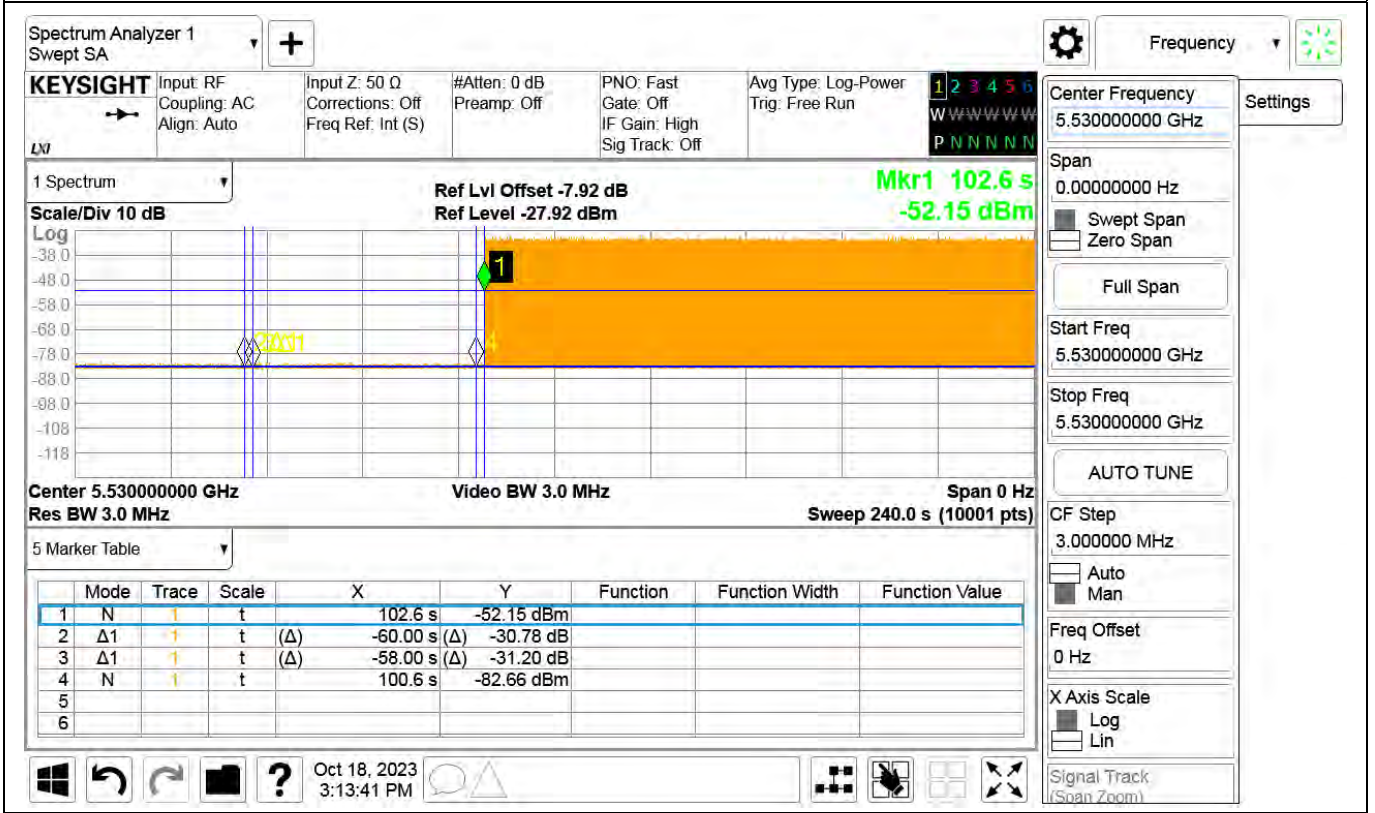 Spectrum Analyzer 1
Swept SA
+
Frequency
KEYSIGHT
LXI
Input: RF
Coupling: AC
Align: Auto
Input Z: 50 Ω
Corrections: Off
Freq Ref: Int (S)
#Atten: 0 dB
Preamp: Off
PNO: Fast
Gate: Off
IF Gain: High
Sig Track: Off
Avg Type: Log-Power
Trig: Free Run
1 2 3 4 5 6
W W W W W W
P N N N N N
1 Spectrum
Scale/Div 10 dB
Ref Lvl Offset -7.92 dB
Ref Level -27.92 dBm
Mkr1 102.6 s
-52.15 dBm
Log
-38.0
-48.0
-58.0
-68.0
-78.0
-88.0
-98.0
-108
-118
1
4
Center 5.530000000 GHz
Res BW 3.0 MHz
Video BW 3.0 MHz
Span 0 Hz
Sweep 240.0 s (10001 pts)
5 Marker Table
Mode Trace Scale X Y Function Function Width Function Value
1 N 1 t 102.6 s -52.15 dBm
2 Δ1 1 t (Δ) -60.00 s (Δ) -30.78 dB
3 Δ1 1 t (Δ) -58.00 s (Δ) -31.20 dB
4 N 1 t 100.6 s -82.66 dBm
5
6
?
Oct 18, 2023
3:13:41 PM
Center Frequency
5.530000000 GHz
Settings
Span
0.00000000 Hz
Swept Span
Zero Span
Full Span
Start Freq
5.530000000 GHz
Stop Freq
5.530000000 GHz
AUTO TUNE
CF Step
3.000000 MHz
Auto
Man
Freq Offset
0 Hz
X Axis Scale
Log
Lin
Signal Track
(Span Zoom)